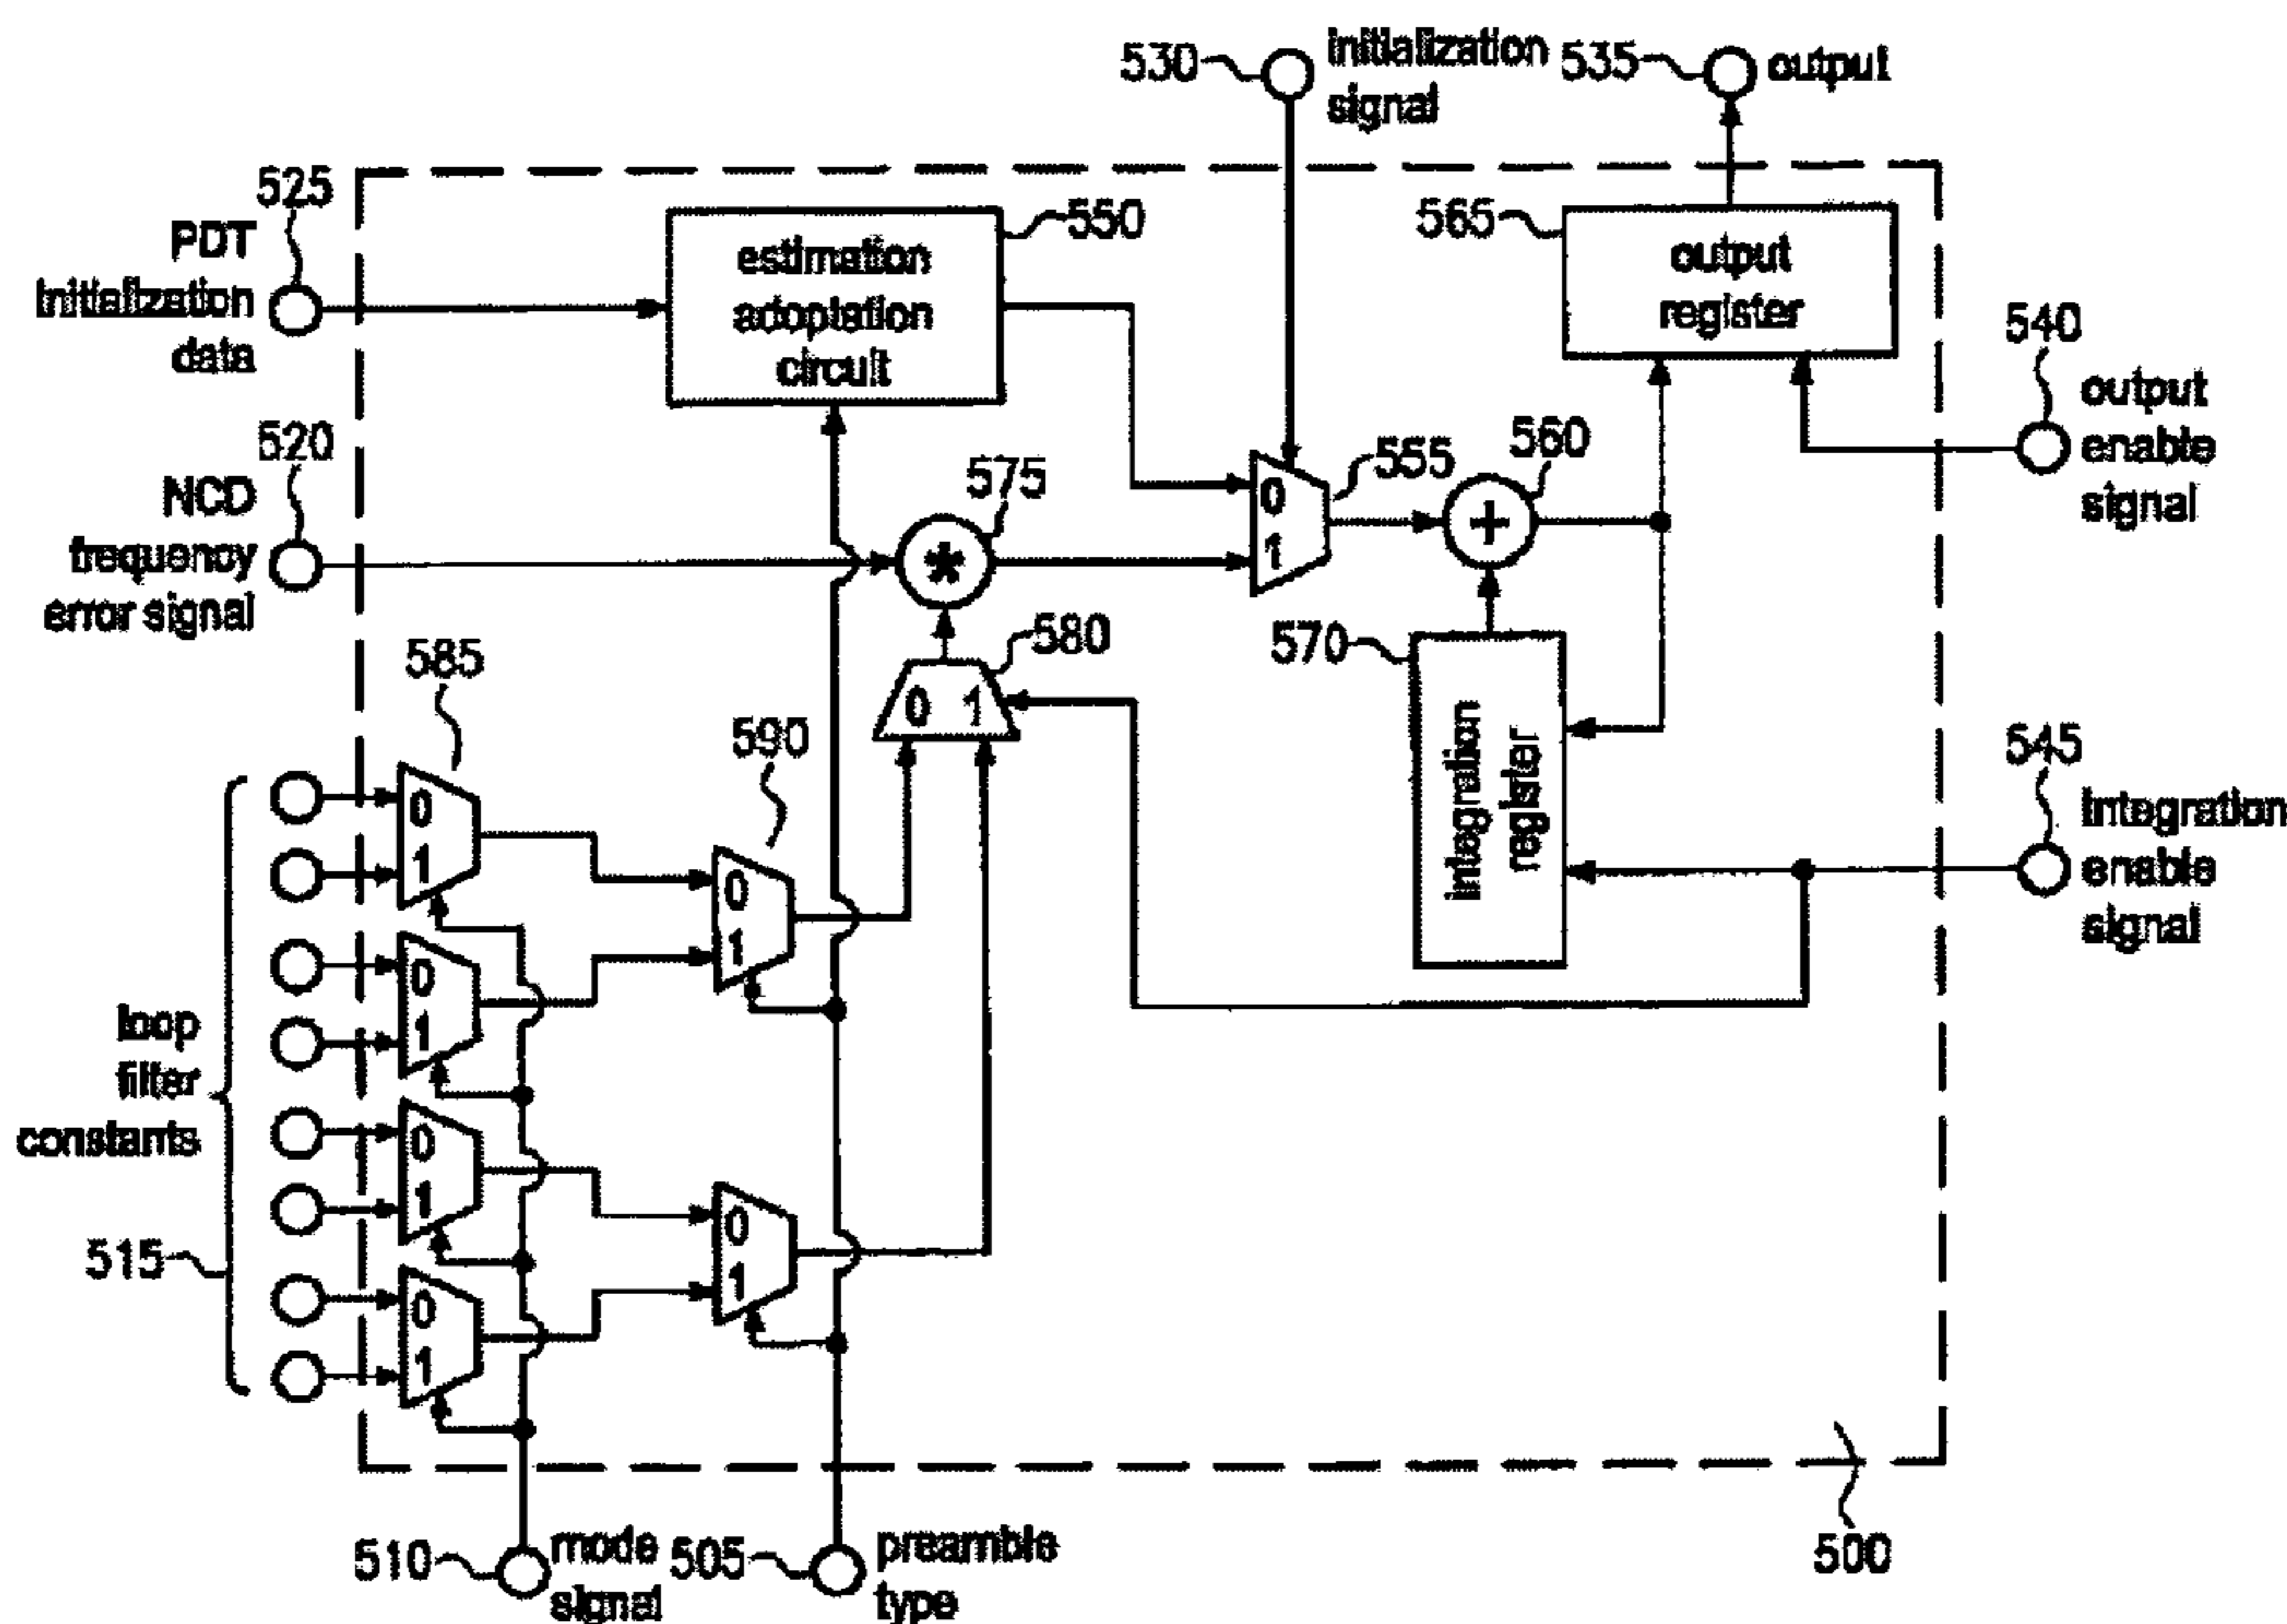 530
initialization
signal
535
output
525
PDT
Initialization
data
550
estimation
adoptation
circuit
565
output
register
540
output
enable
signal
520
NCD
frequency
error signal
575
*
0
1
555
560
+
585
580
0 1
570
integration
register
545
Integration
enable
signal
590
0
1
0
1
0
1
loop
filter
constants
0
1
0
1
0
1
515
500
510
mode
signal
505
preamble
type